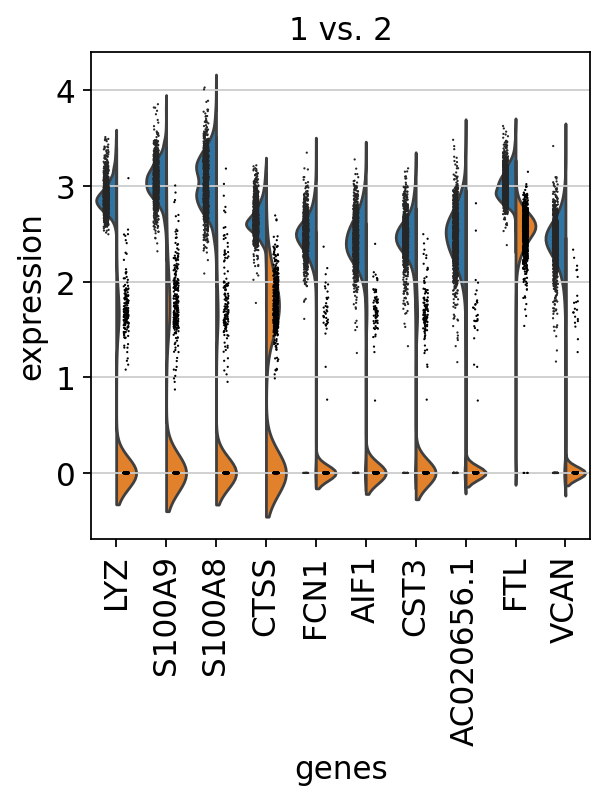 1 vs. 2
expression
4
3
2
1
0
LYZ
S100A9
S100A8
CTSS
FCN1
AIF1
CST3
AC020656.1
FTL
VCAN
genes